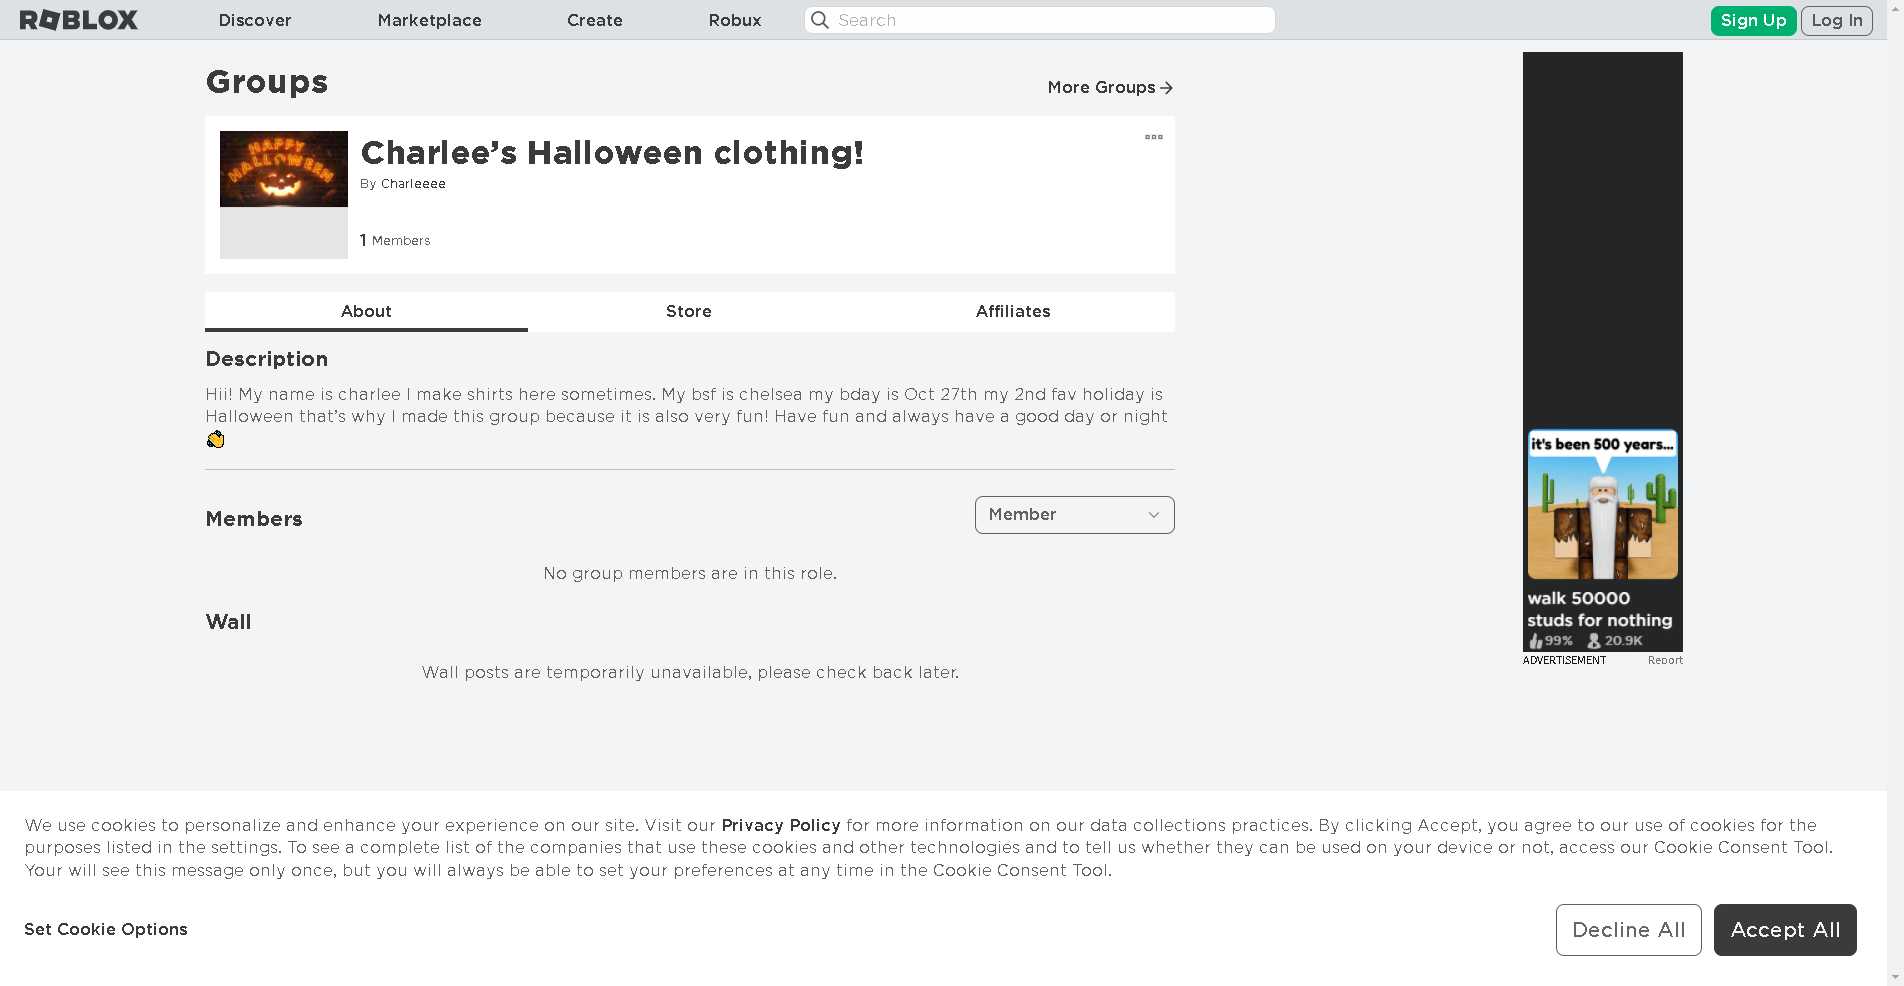 ROBLOX Discover Marketplace Create Robux Search Sign Up Log In
Groups
More Groups
HAPPY
HALLOWEEN
Charlee's Halloween clothing!
By Charleeee
1 Members
About Store Affiliates
Description
Hii! My name is charlee I make shirts here sometimes. My bsf is chelsea my bday is Oct 27th my 2nd fav holiday is
Halloween that's why I made this group because it is also very fun! Have fun and always have a good day or night
👋
Members
Member
No group members are in this role.
Wall
Wall posts are temporarily unavailable, please check back later.
it's been 500 years...
walk 50000
studs for nothing
99% 20.9K
ADVERTISEMENT Report
We use cookies to personalize and enhance your experience on our site. Visit our Privacy Policy for more information on our data collections practices. By clicking Accept, you agree to our use of cookies for the
purposes listed in the settings. To see a complete list of the companies that use these cookies and other technologies and to tell us whether they can be used on your device or not, access our Cookie Consent Tool.
Your will see this message only once, but you will always be able to set your preferences at any time in the Cookie Consent Tool.
Set Cookie Options
Decline All
Accept All